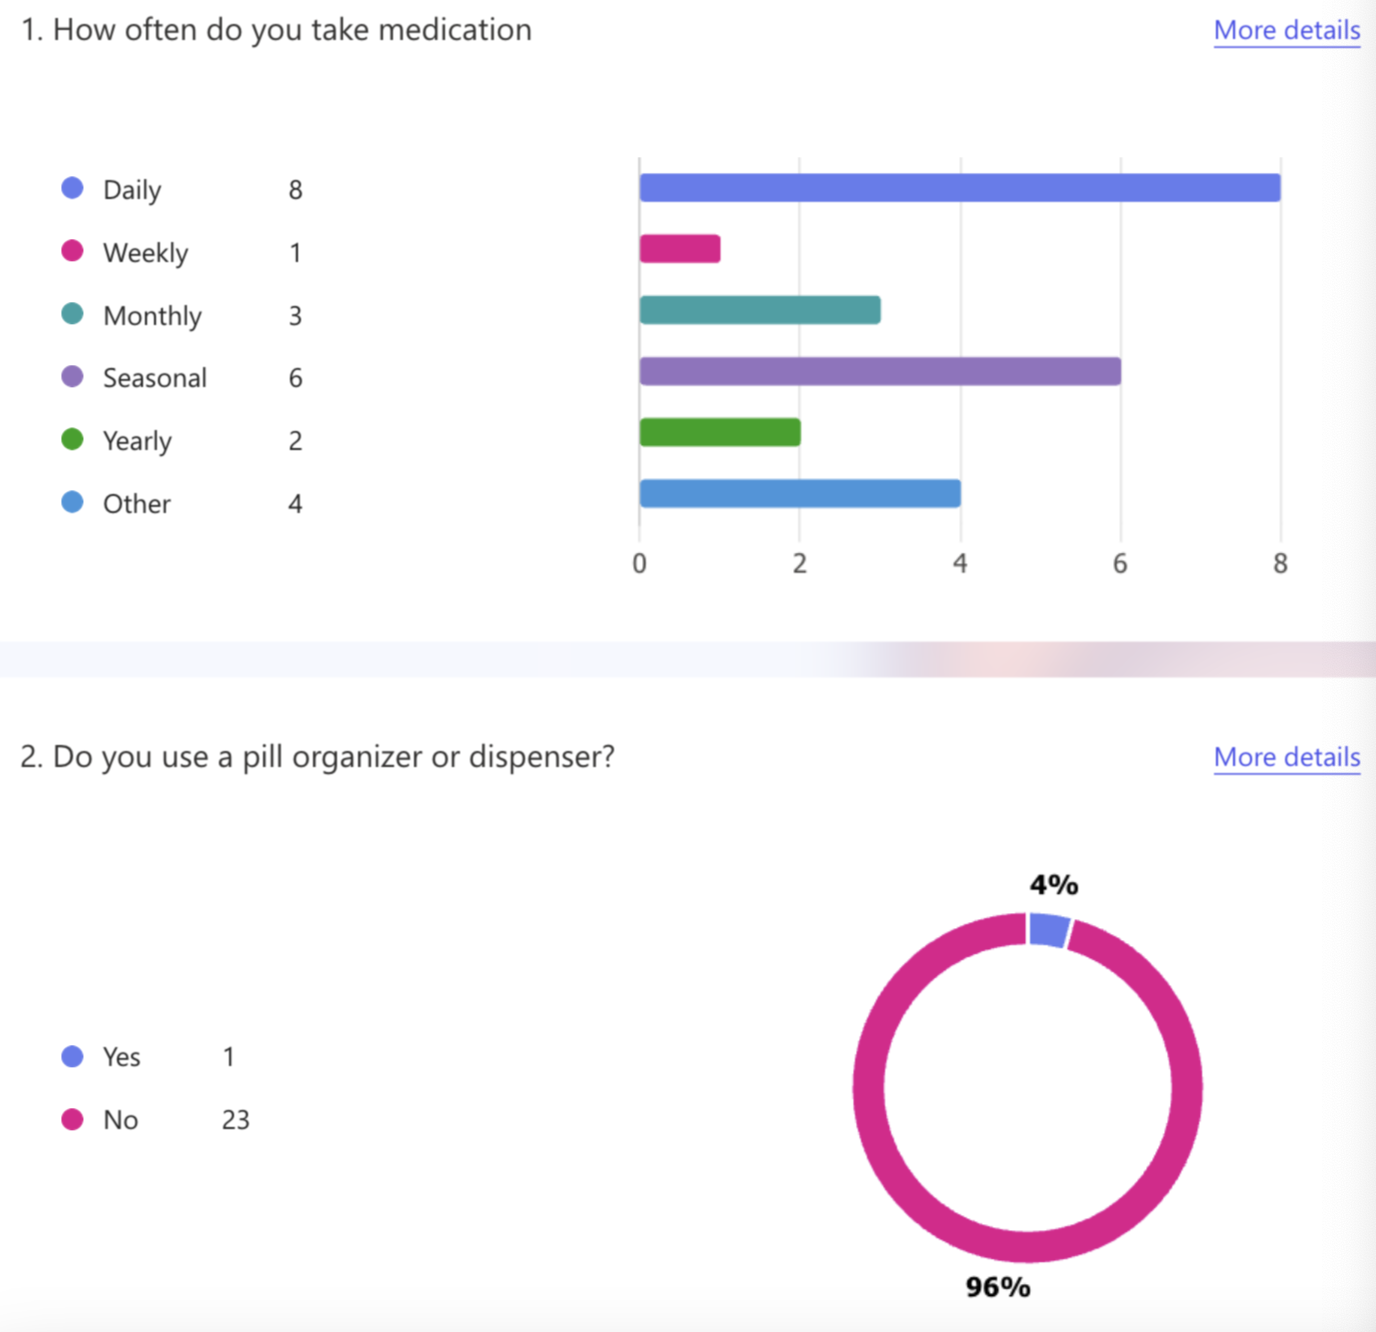 1. How often do you take medication
More details
Daily 8
Weekly 1
Monthly 3
Seasonal 6
Yearly 2
Other 4
0 2 4 6 8
2. Do you use a pill organizer or dispenser?
More details
4%
Yes 1
No 23
96%